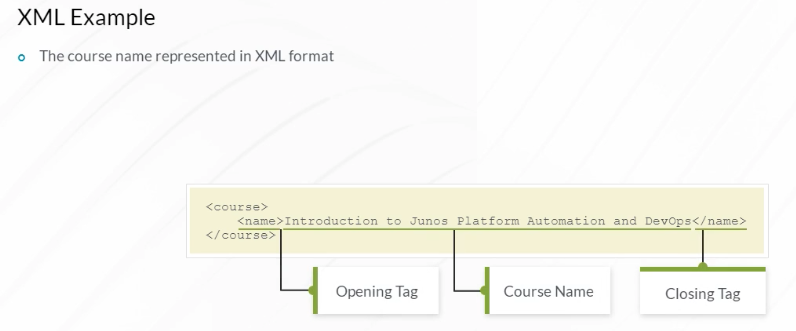 XML Example
The course name represented in XML format
<course>
<name>Introduction to Junos Platform Automation and DevOps</name>
</course>
Opening Tag
Course Name
Closing Tag